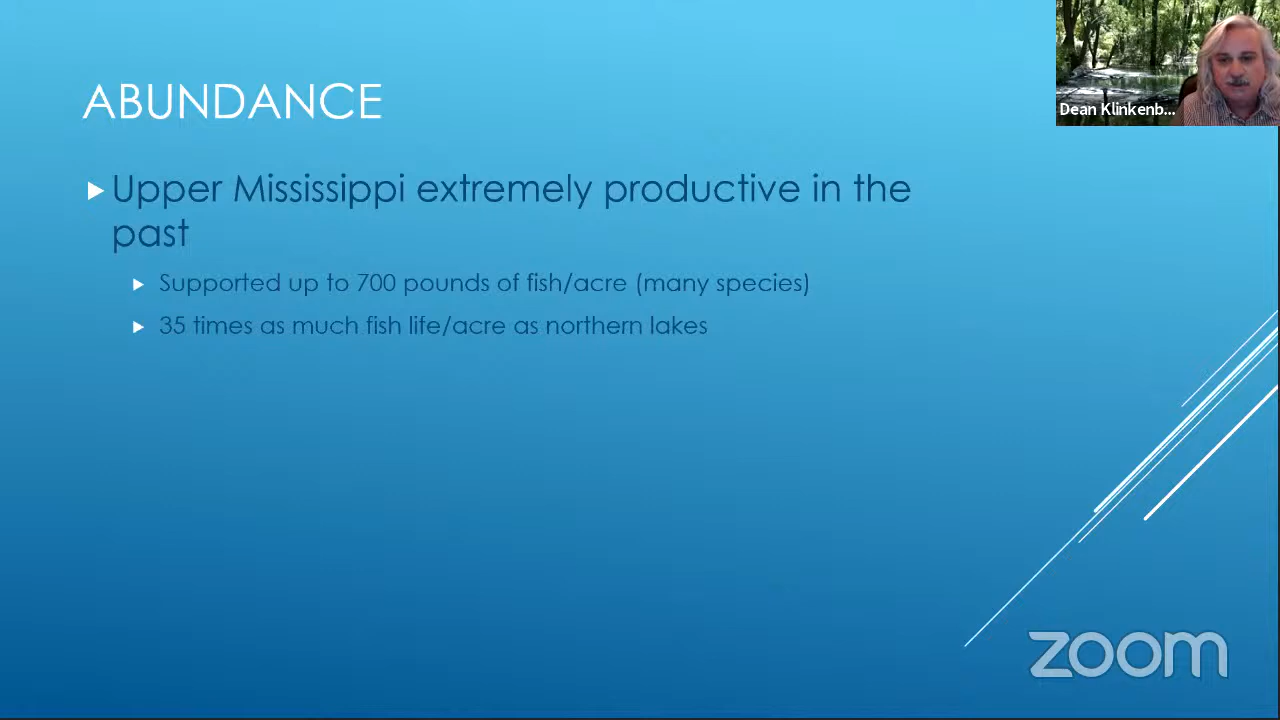 ABUNDANCE
Upper Mississippi extremely productive in the
past
Supported up to 700 pounds of fish/acre (many species)
35 times as much fish life/acre as northern lakes
Dean Klinkenb...
zoom